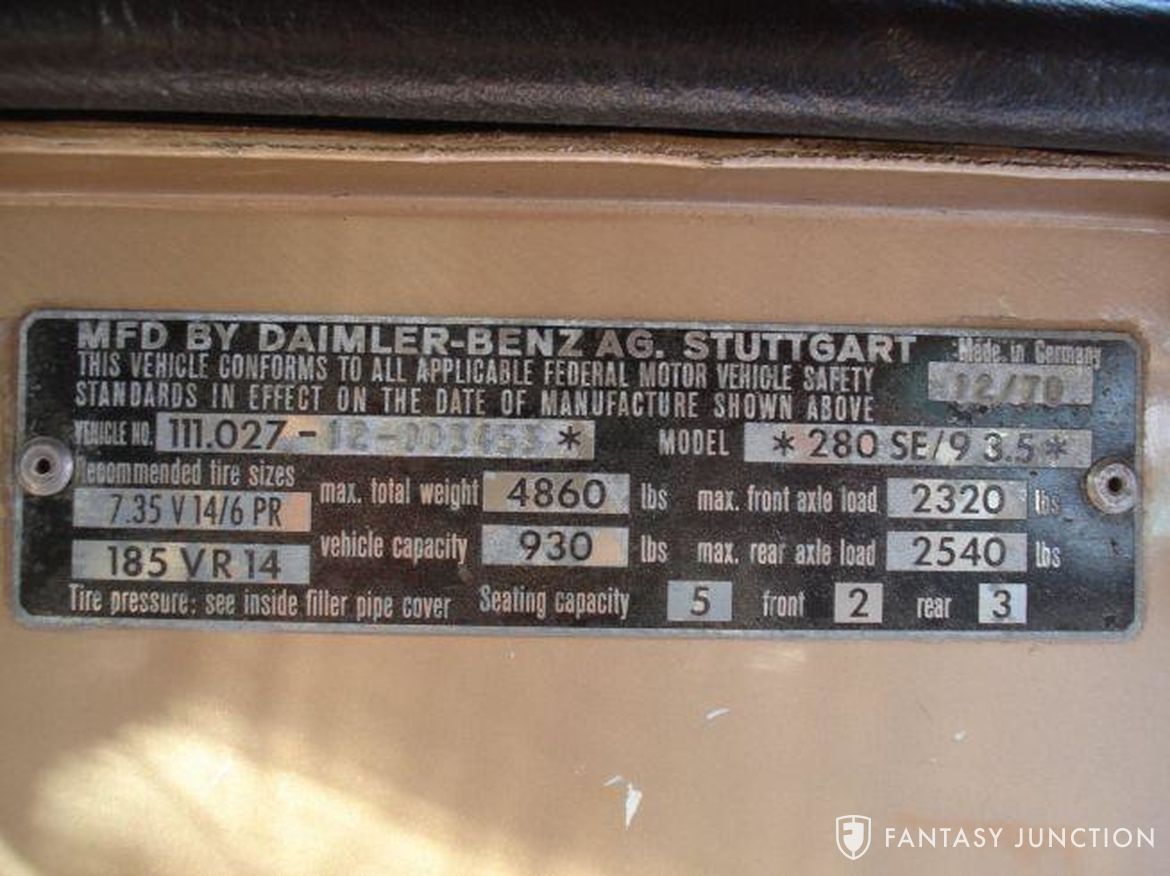 MFD BY DAIMLER-BENZ AG. STUTTGART
Made in Germany
THIS VEHICLE CONFORMS TO ALL APPLICABLE FEDERAL MOTOR VEHICLE SAFETY
12/70
STANDARDS IN EFFECT ON THE DATE OF MANUFACTURE SHOWN ABOVE
VEHICLE NO. 111.027-12-003453* MODEL *280 SE/9 3.5*
Recommended tire sizes
7.35 V 14/6 PR max. total weight 4860 lbs max. front axle load 2320 lbs
185 VR 14 vehicle capacity 930 lbs max. rear axle load 2540 lbs
Tire pressure: see inside filler pipe cover Seating capacity 5 front 2 rear 3
FANTASY JUNCTION